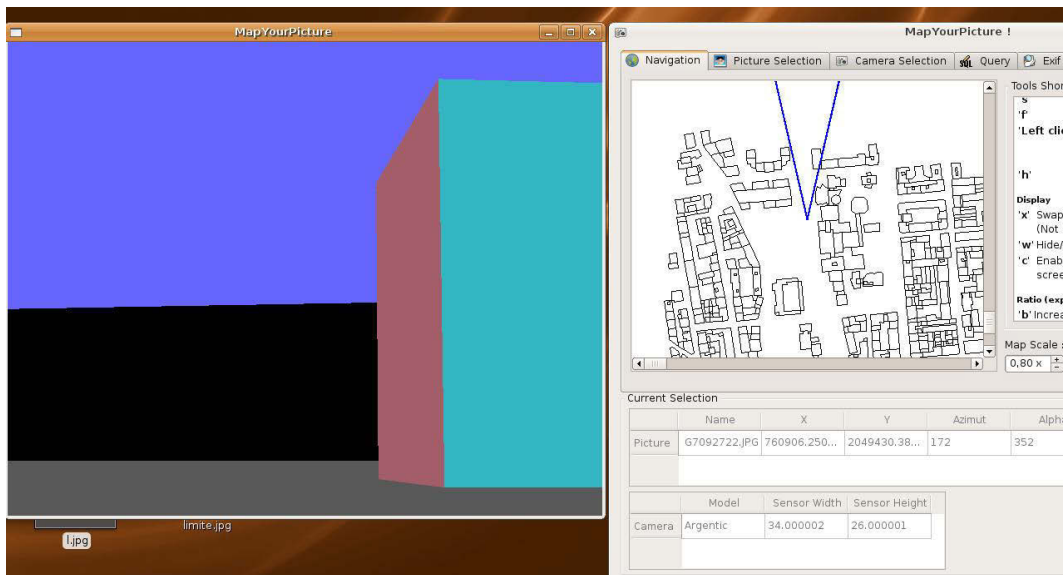 MapYourPicture
MapYourPicture !
Navigation
Picture Selection
Camera Selection
Query
Exif
Tools Shor
's
'f'
'Left clic
'h'
Display
'x' Swap
(Not
'w' Hide/
'c' Enab
scree
Ratio (exp
'b' Increa
Map Scale :
0,80 x
Current Selection
Name X Y Azimut Alpha
Picture G7092722.JPG 760906.250... 2049430.38... 172 352
Model Sensor Width Sensor Height
Camera Argentic 34.000002 26.000001
limite.jpg
l.jpg